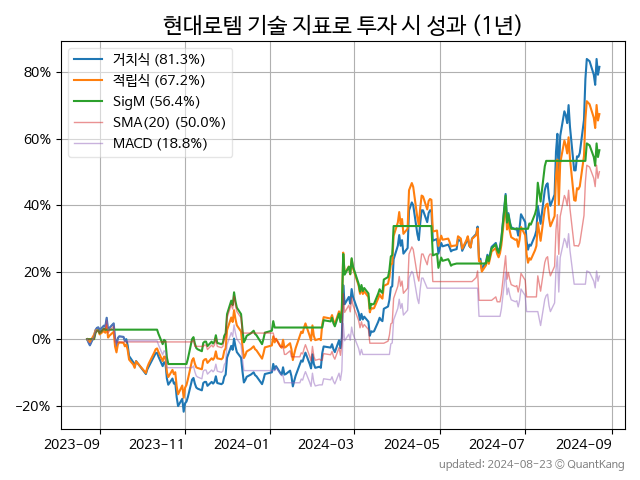 현대로템 기술 지표로 투자 시 성과 (1년)
거치식 (81.3%)
적립식 (67.2%)
SigM (56.4%)
SMA(20) (50.0%)
MACD (18.8%)
80%
60%
40%
20%
0%
−20%
2023-09
2023-11
2024-01
2024-03
2024-05
2024-07
2024-09
updated: 2024-08-23 © QuantKang